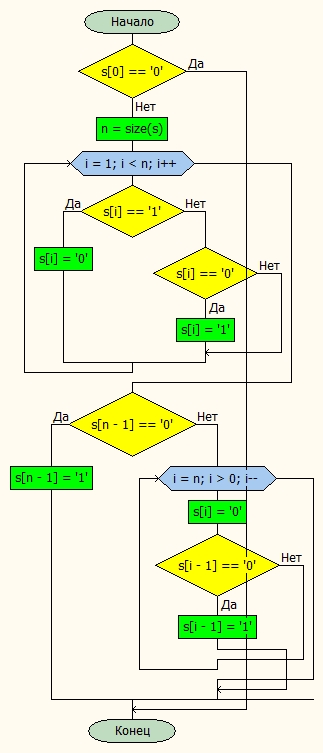 Начало
s[0] == '0'
Да
Нет
n = size(s)
i = 1; i < n; i++
Да
s[i] == '1'
Нет
s[i] = '0'
s[i] == '0'
Нет
Да
s[i] = '1'
Да
s[n - 1] == '0'
Нет
s[n - 1] = '1'
i = n; i > 0; i--
s[i] = '0'
s[i - 1] == '0'
Нет
Да
s[i - 1] = '1'
Конец